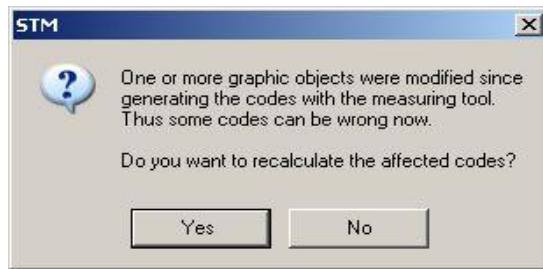 STM
One or more graphic objects were modified since
generating the codes with the measuring tool.
Thus some codes can be wrong now.
Do you want to recalculate the affected codes?
Yes
No